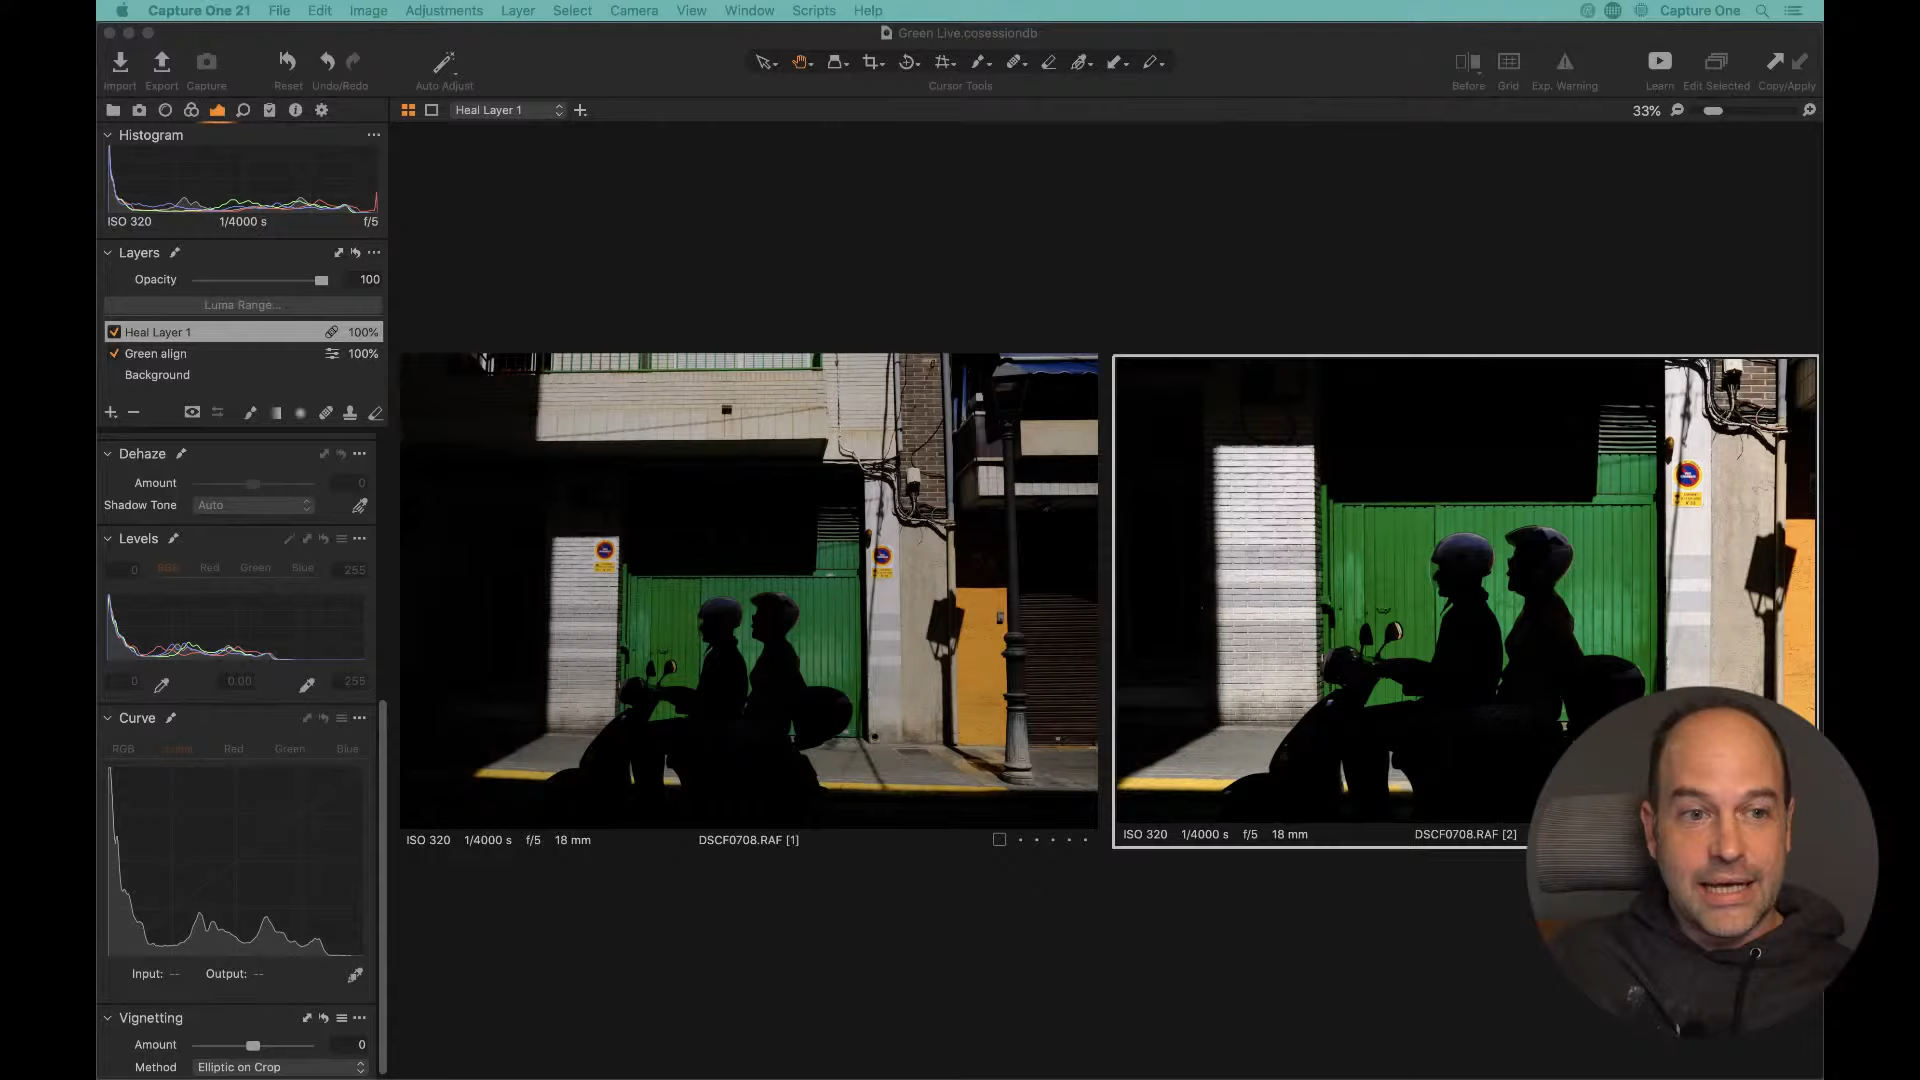 Capture One 21 File Edit Image Adjustments Layer Select Camera View Window Scripts Help Capture One
Green Live.cosessiondb
Import Export Capture Reset Undo/Redo Auto Adjust Cursor Tools Before Grid Exp. Warning Learn Edit Selected Copy/Apply
Heal Layer 1 33%
Histogram
ISO 320 1/4000 s f/5
Layers
Opacity 100
Luma Range...
Heal Layer 1 100%
Green align 100%
Background
Dehaze
Amount 0
Shadow Tone Auto
Levels
0 RGB Red Green Blue 255
0 0.00 255
Curve
RGB Red Green Blue
Input: -- Output: --
Vignetting
Amount 0
Method Elliptic on Crop
ISO 320 1/4000 s f/5 18 mm DSCF0708.RAF [1]
ISO 320 1/4000 s f/5 18 mm DSCF0708.RAF [2]